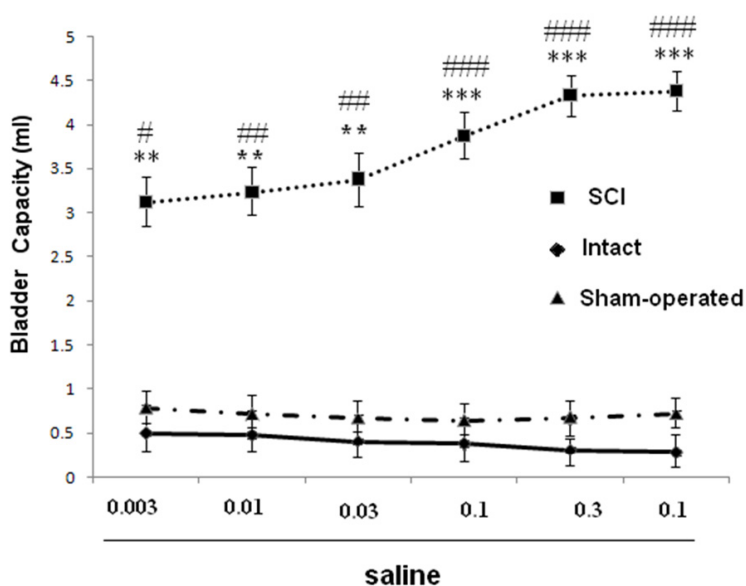 # ## ## ### ### ###
** ** ** *** *** ***
Bladder Capacity (ml)
5
4.5
4
3.5
3
2.5
2
1.5
1
0.5
0
SCI
Intact
Sham-operated
0.003 0.01 0.03 0.1 0.3 0.1
saline